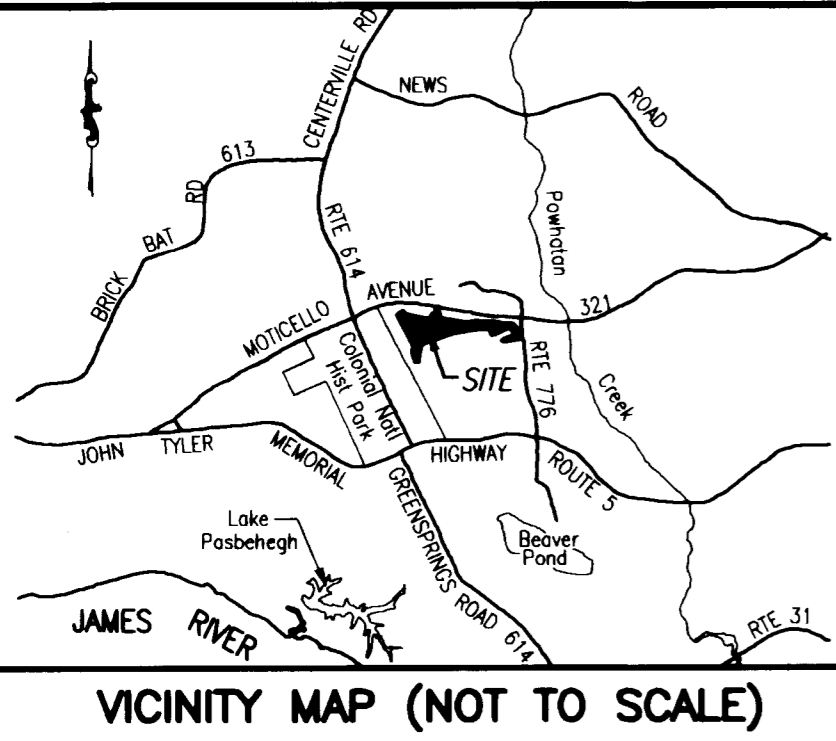 CENTERVILLE RD
NEWS ROAD
613
BRICK BAT RD
RTE 614
Powhatan
Creek
MOTICELLO AVENUE
321
SITE
RTE 776
Colonial Natl
Hist Park
JOHN TYLER MEMORIAL HIGHWAY ROUTE 5
GREENSPRINGS ROAD 614
Lake
Pasbehegh
Beaver
Pond
JAMES RIVER
RTE 31
VICINITY MAP (NOT TO SCALE)